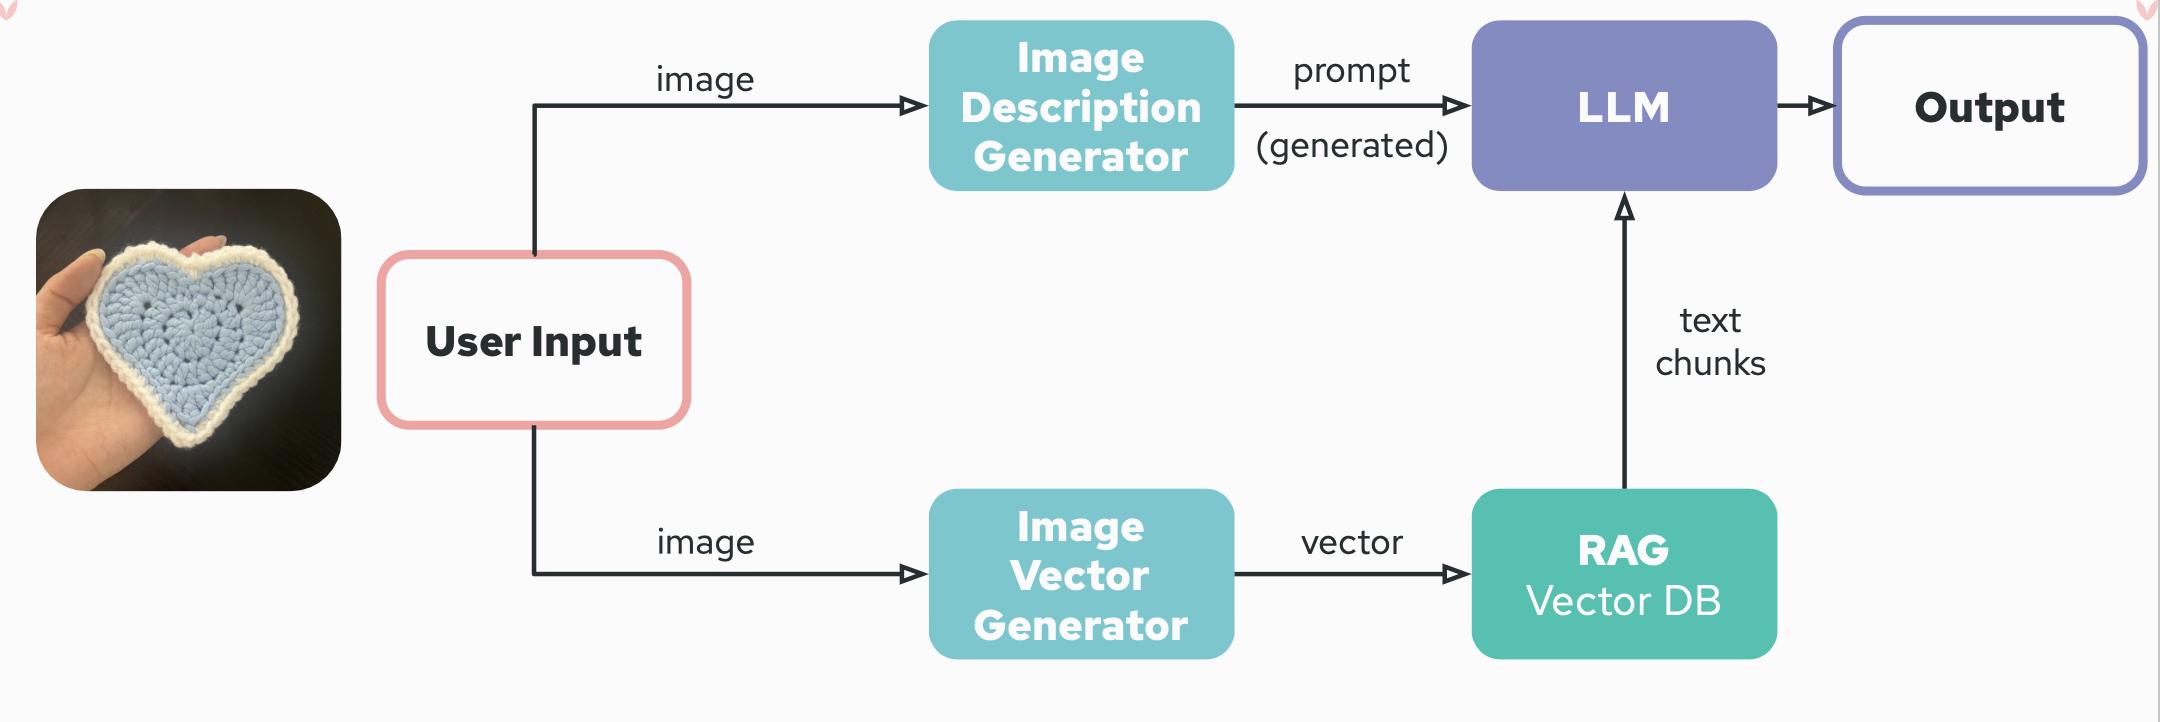 image
Image
Description
Generator
prompt
(generated)
LLM
Output
User Input
text
chunks
image
Image
Vector
Generator
vector
RAG
Vector DB